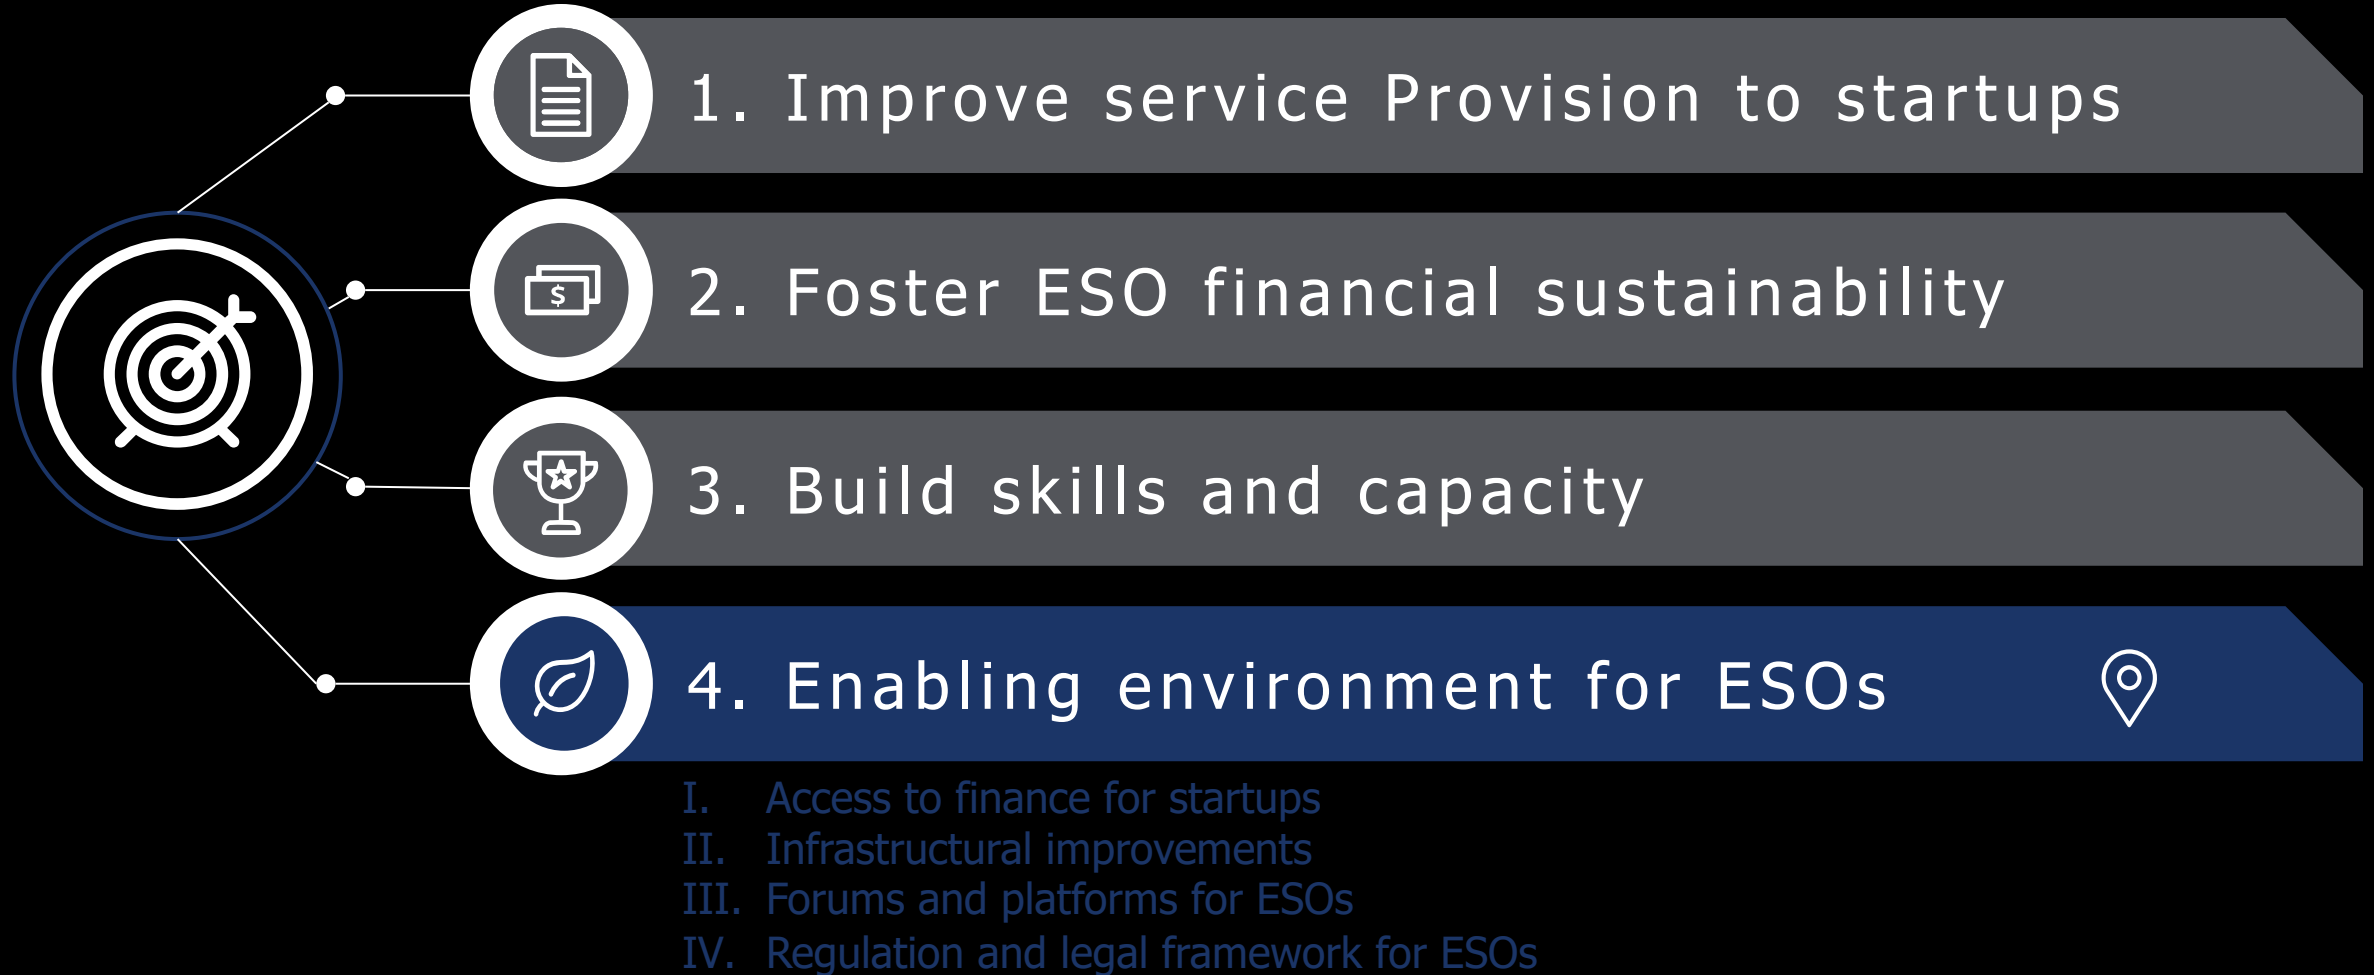 1. Improve service Provision to startups
$
2. Foster ESO financial sustainability
3. Build skills and capacity
4. Enabling environment for ESOs
I. Access to finance for startups
II. Infrastructural improvements
III. Forums and platforms for ESOs
IV. Regulation and legal framework for ESOs